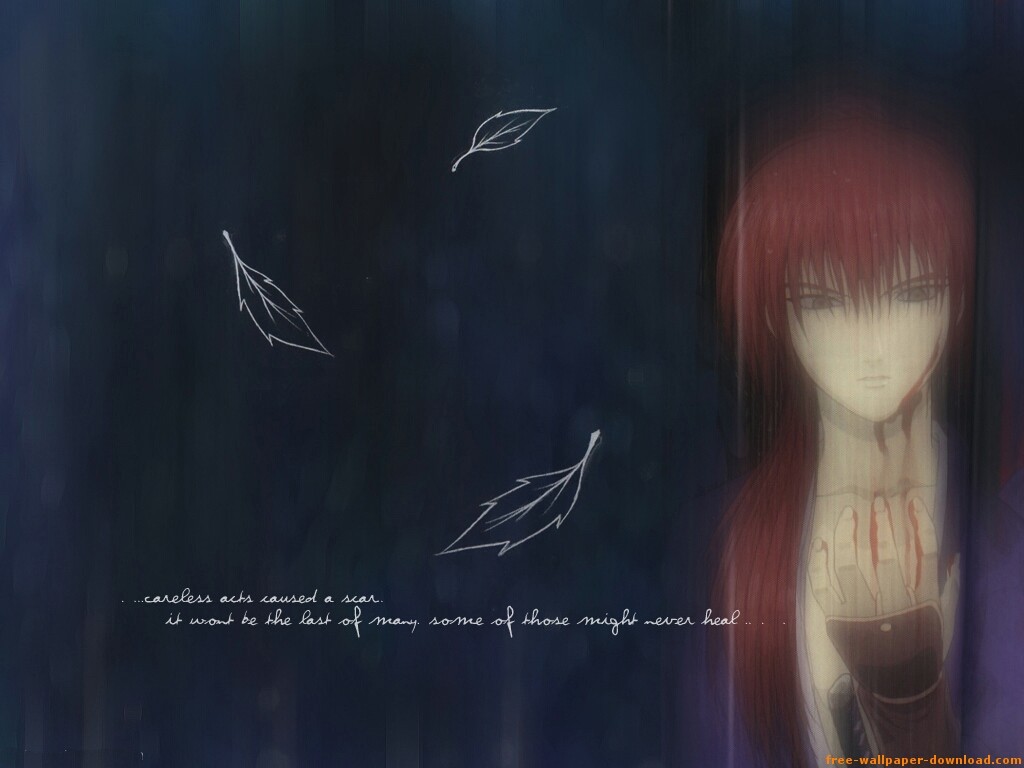 . ...careless acts caused a scar.
it wont be the last of many. some of those might never heal .. . .
free-wallpaper-download.com